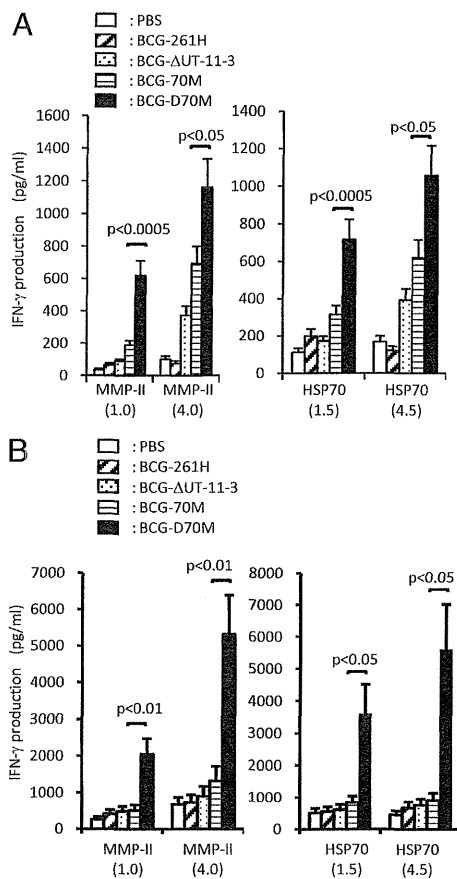 A
: PBS
: BCG-261H
: BCG-ΔUT-11-3
: BCG-70M
: BCG-D70M
IFN-γ production (pg/ml)
1600
1400
1200
1000
800
600
400
200
0
p<0.0005
p<0.05
MMP-II
(1.0)
MMP-II
(4.0)
1400
1200
1000
800
600
400
200
0
p<0.0005
p<0.05
HSP70
(1.5)
HSP70
(4.5)
B
: PBS
: BCG-261H
: BCG-ΔUT-11-3
: BCG-70M
: BCG-D70M
IFN-γ production (pg/ml)
7000
6000
5000
4000
3000
2000
1000
0
p<0.01
p<0.01
MMP-II
(1.0)
MMP-II
(4.0)
8000
7000
6000
5000
4000
3000
2000
1000
0
p<0.05
p<0.05
HSP70
(1.5)
HSP70
(4.5)